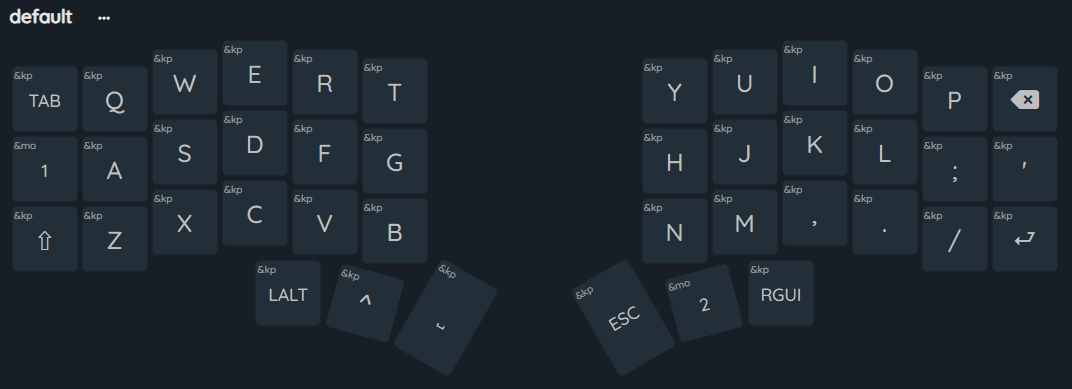 default ...
&kp TAB &kp Q &kp W &kp E &kp R &kp T &kp Y &kp U &kp I &kp O &kp P &kp ⌫
&mo 1 &kp A &kp S &kp D &kp F &kp G &kp H &kp J &kp K &kp L &kp ; &kp '
&kp ⇧ &kp Z &kp X &kp C &kp V &kp B &kp N &kp M &kp , &kp . &kp / &kp ↵
&kp LALT &kp ^ &kp ⎵ &kp ESC &mo 2 &kp RGUI